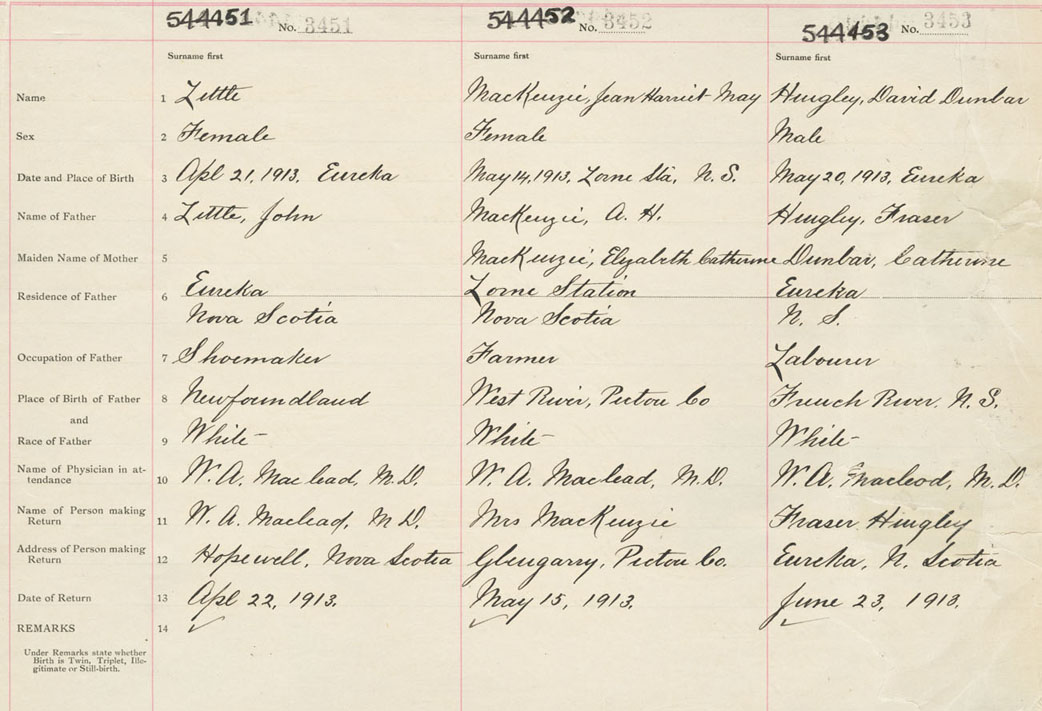 544451 No. 3451 544452 No. 3452 544453 No. 3453
Surname first Surname first Surname first
Name 1 Little MacKenzie, Jean Harriet May Hingley, David Dunbar
Sex 2 Female Female Male
Date and Place of Birth 3 Apl 21, 1913. Eureka May 14, 1913. Lorne Sta, N. S. May 20, 1913, Eureka
Name of Father 4 Little, John MacKenzie, A. H. Hingley, Fraser
Maiden Name of Mother 5 MacKenzie, Elizabeth Catherine Dunbar, Catherine
Residence of Father 6 Eureka Lorne Station Eureka
Nova Scotia Nova Scotia N. S.
Occupation of Father 7 Shoemaker Farmer Labourer
Place of Birth of Father 8 Newfoundland West River, Pictou Co French River, N. S.
and
Race of Father 9 White White White
Name of Physician in at-
tendance 10 W. A. Macleod, M.D. W. A. Macleod, M.D. W. A. Macleod, M.D.
Name of Person making
Return 11 W. A. Macleod, M.D. Mrs MacKenzie Fraser Hingley
Address of Person making
Return 12 Hopewell, Nova Scotia Glengarry, Pictou Co. Eureka, N. Scotia
Date of Return 13 Apl 22, 1913. May 15, 1913. June 23, 1913.
REMARKS 14
Under Remarks state whether
Birth is Twin, Triplet, Ille-
gitimate or Still-birth.